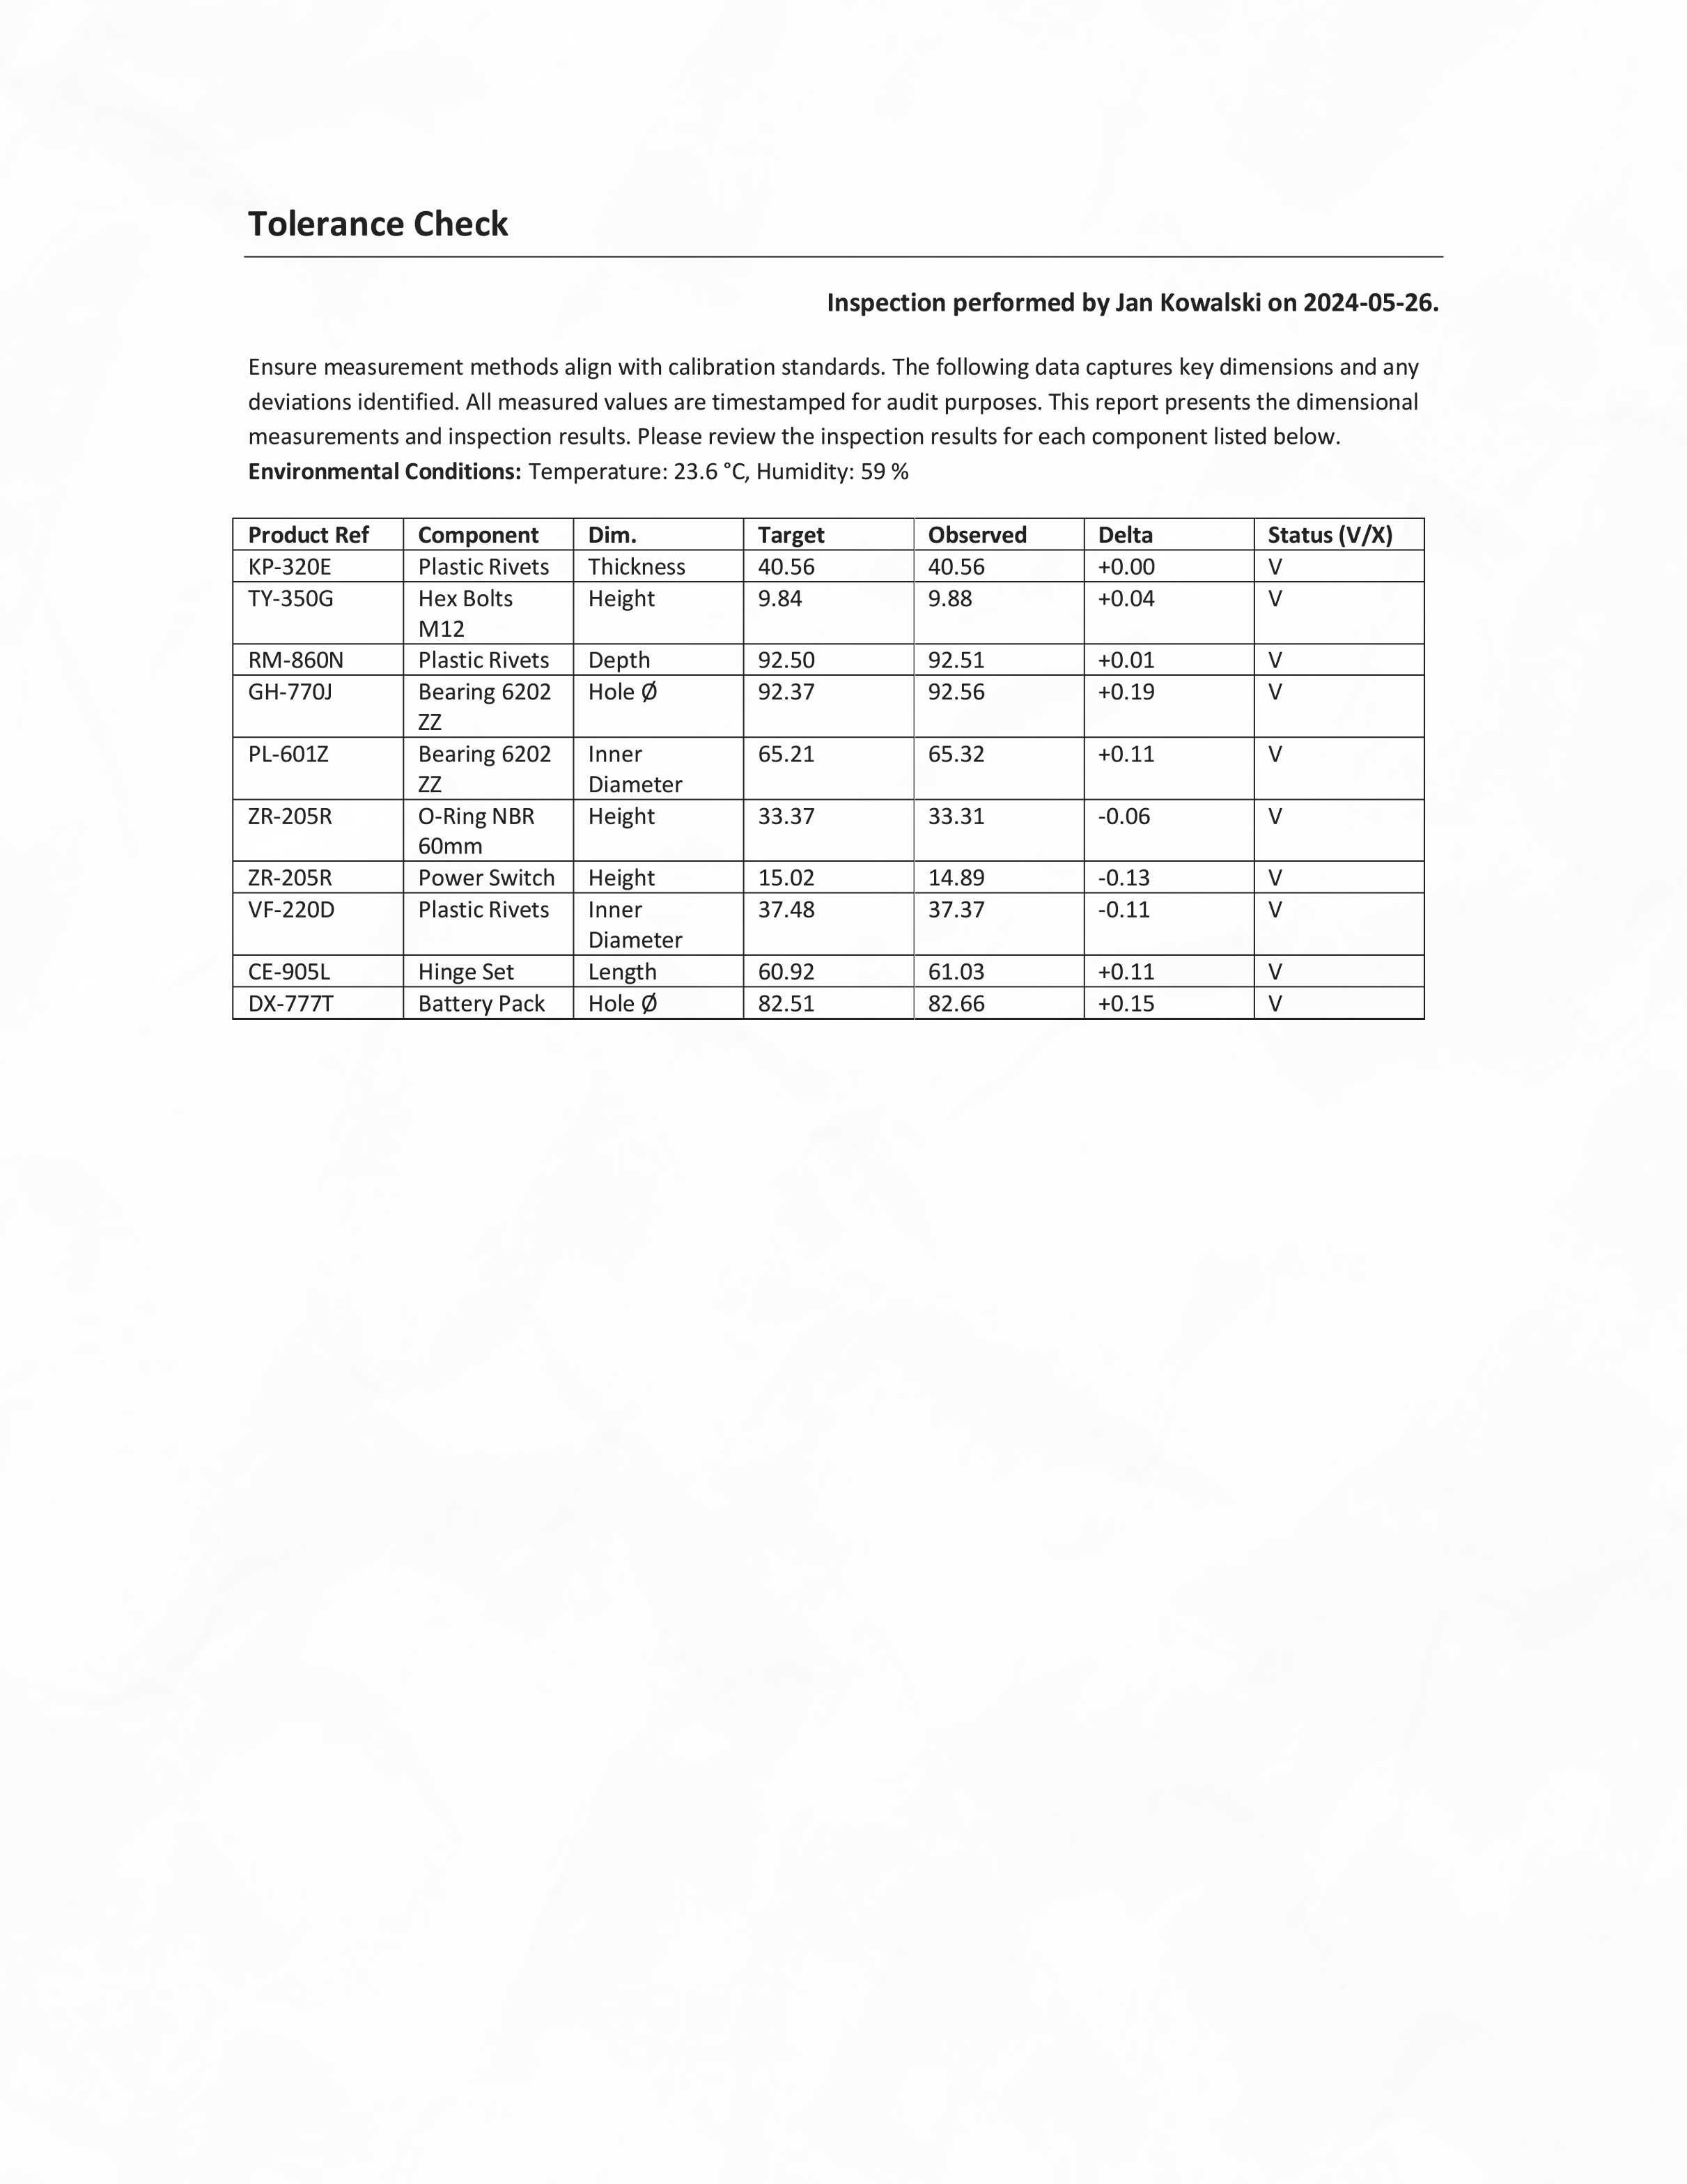 Tolerance Check
Inspection performed by Jan Kowalski on 2024-05-26.
Ensure measurement methods align with calibration standards. The following data captures key dimensions and any
deviations identified. All measured values are timestamped for audit purposes. This report presents the dimensional
measurements and inspection results. Please review the inspection results for each component listed below.
Environmental Conditions: Temperature: 23.6 °C, Humidity: 59 %
Product Ref Component Dim. Target Observed Delta Status (V/X)
KP-320E Plastic Rivets Thickness 40.56 40.56 +0.00 V
TY-350G Hex Bolts Height 9.84 9.88 +0.04 V
M12
RM-860N Plastic Rivets Depth 92.50 92.51 +0.01 V
GH-770J Bearing 6202 Hole Ø 92.37 92.56 +0.19 V
ZZ
PL-601Z Bearing 6202 Inner 65.21 65.32 +0.11 V
ZZ Diameter
ZR-205R O-Ring NBR Height 33.37 33.31 -0.06 V
60mm
ZR-205R Power Switch Height 15.02 14.89 -0.13 V
VF-220D Plastic Rivets Inner 37.48 37.37 -0.11 V
Diameter
CE-905L Hinge Set Length 60.92 61.03 +0.11 V
DX-777T Battery Pack Hole Ø 82.51 82.66 +0.15 V